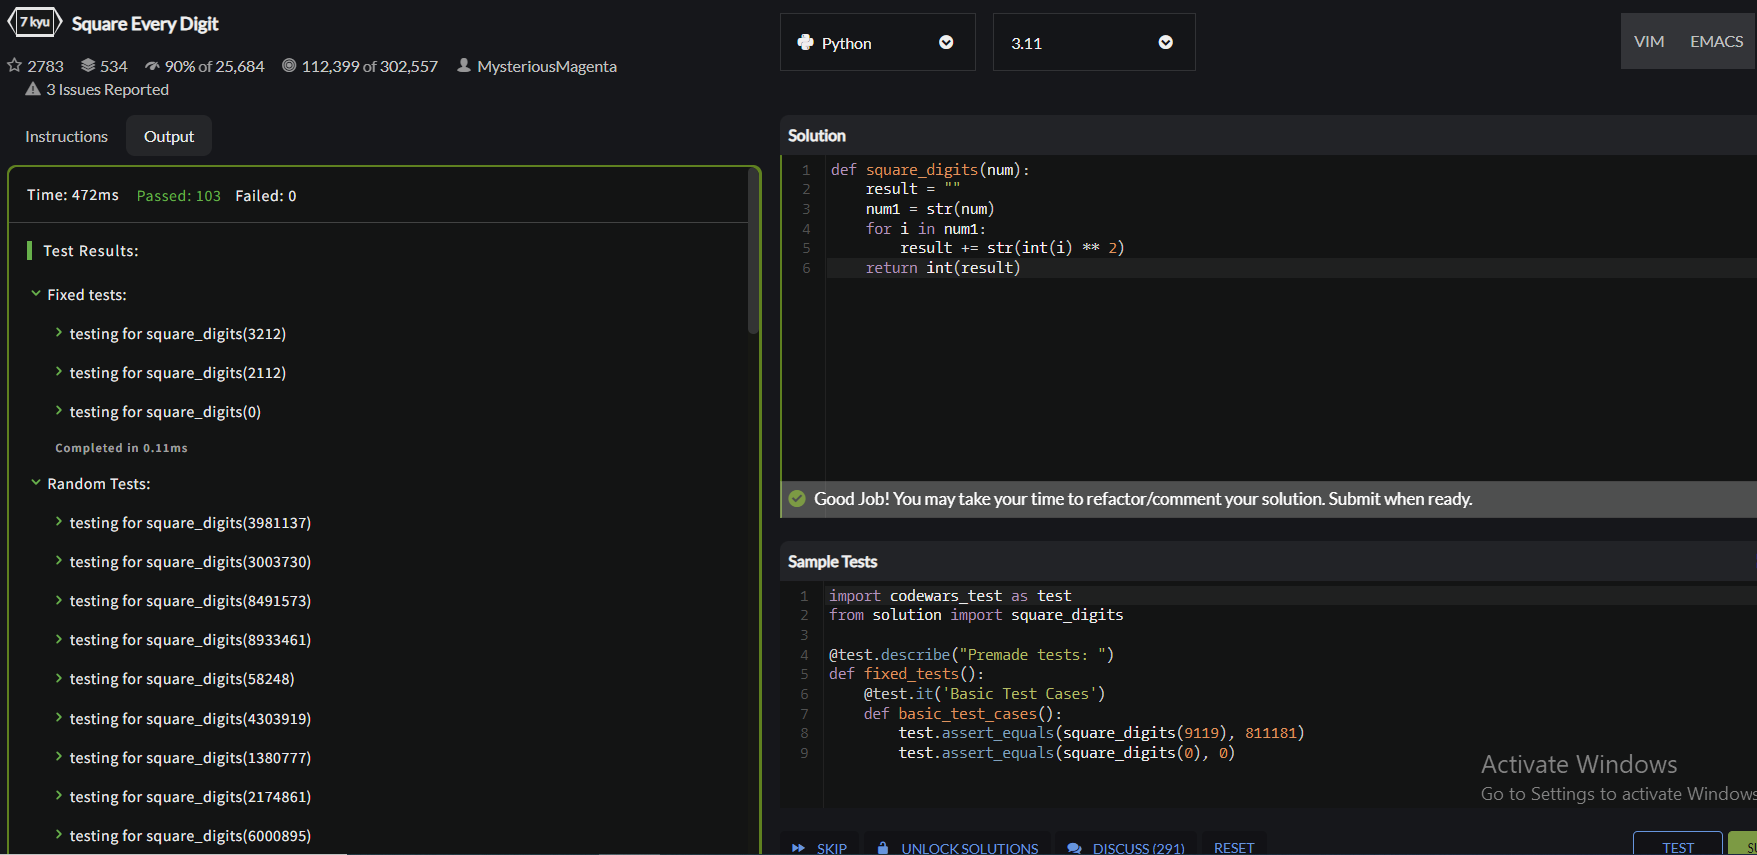 7 kyu Square Every Digit
2783 534 90% of 25,684 112,399 of 302,557 MysteriousMagenta
3 Issues Reported
Instructions Output
Time: 472ms Passed: 103 Failed: 0
Test Results:
Fixed tests:
testing for square_digits(3212)
testing for square_digits(2112)
testing for square_digits(0)
Completed in 0.11ms
Random Tests:
testing for square_digits(3981137)
testing for square_digits(3003730)
testing for square_digits(8491573)
testing for square_digits(8933461)
testing for square_digits(58248)
testing for square_digits(4303919)
testing for square_digits(1380777)
testing for square_digits(2174861)
testing for square_digits(6000895)
Python 3.11 VIM EMACS
Solution
1 def square_digits(num):
2 result = ""
3 num1 = str(num)
4 for i in num1:
5 result += str(int(i) ** 2)
6 return int(result)
Good Job! You may take your time to refactor/comment your solution. Submit when ready.
Sample Tests
1 import codewars_test as test
2 from solution import square_digits
3
4 @test.describe("Premade tests: ")
5 def fixed_tests():
6 @test.it('Basic Test Cases')
7 def basic_test_cases():
8 test.assert_equals(square_digits(9119), 811181)
9 test.assert_equals(square_digits(0), 0)
Activate Windows
Go to Settings to activate Windows
SKIP UNLOCK SOLUTIONS DISCUSS (291) RESET TEST